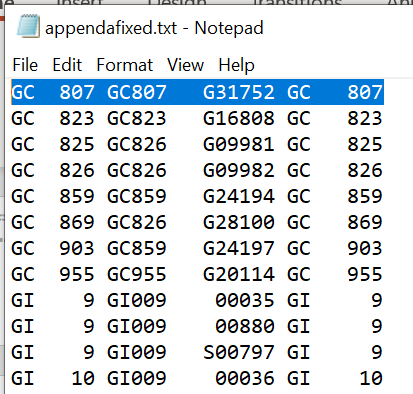 Insert Design Transitions
appendafixed.txt - Notepad
File Edit Format View Help
GC 807 GC807 G31752 GC 807
GC 823 GC823 G16808 GC 823
GC 825 GC826 G09981 GC 825
GC 826 GC826 G09982 GC 826
GC 859 GC859 G24194 GC 859
GC 869 GC826 G28100 GC 869
GC 903 GC859 G24197 GC 903
GC 955 GC955 G20114 GC 955
GI 9 GI009 00035 GI 9
GI 9 GI009 00880 GI 9
GI 9 GI009 S00797 GI 9
GI 10 GI009 00036 GI 10